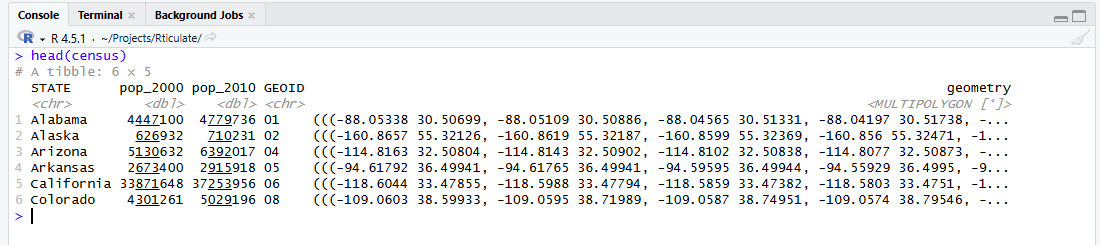 Console Terminal × Background Jobs ×
R 4.5.1 · ~/Projects/Rticulate/
> head(census)
# A tibble: 6 × 5
STATE pop_2000 pop_2010 GEOID geometry
<chr> <dbl> <dbl> <chr> <MULTIPOLYGON [°]>
1 Alabama 4447100 4779736 01 (((-88.05338 30.50699, -88.05109 30.50886, -88.04565 30.51331, -88.04197 30.51738, -...
2 Alaska 626932 710231 02 (((-160.8657 55.32126, -160.8619 55.32187, -160.8599 55.32369, -160.856 55.32471, -1...
3 Arizona 5130632 6392017 04 (((-114.8163 32.50804, -114.8143 32.50902, -114.8102 32.50838, -114.8077 32.50873, -...
4 Arkansas 2673400 2915918 05 (((-94.61792 36.49941, -94.61765 36.49941, -94.59595 36.49944, -94.55929 36.4995, -9...
5 California 33871648 37253956 06 (((-118.6044 33.47855, -118.5988 33.47794, -118.5859 33.47382, -118.5803 33.4751, -1...
6 Colorado 4301261 5029196 08 (((-109.0603 38.59933, -109.0595 38.71989, -109.0587 38.74951, -109.0574 38.79546, -...
>